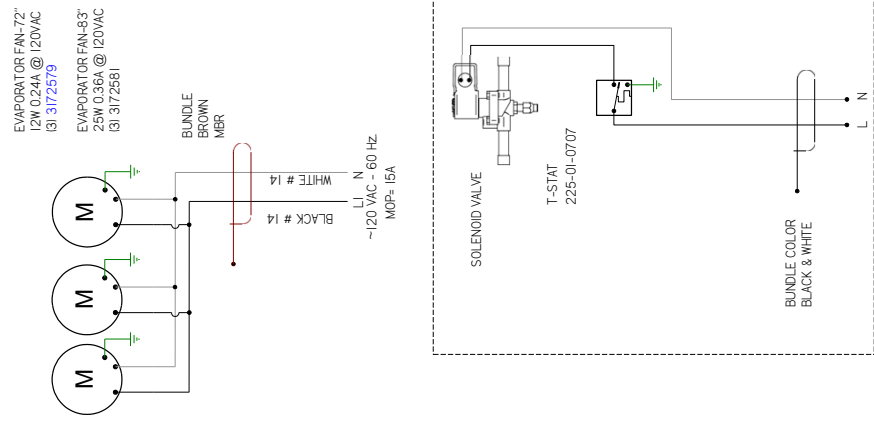 EVAPORATOR FAN-72"
12W 0.24A @ 120VAC
(3) 3172579
EVAPORATOR FAN-83"
25W 0.36A @ 120VAC
(3) 3172581
BUNDLE
BROWN
MBR
M
M
M
WHITE # 14
BLACK # 14
L1 N
~120 VAC - 60 Hz.
MOP= 15A
SOLENOID VALVE
T-STAT
225-01-0707
BUNDLE COLOR
BLACK & WHITE
L N